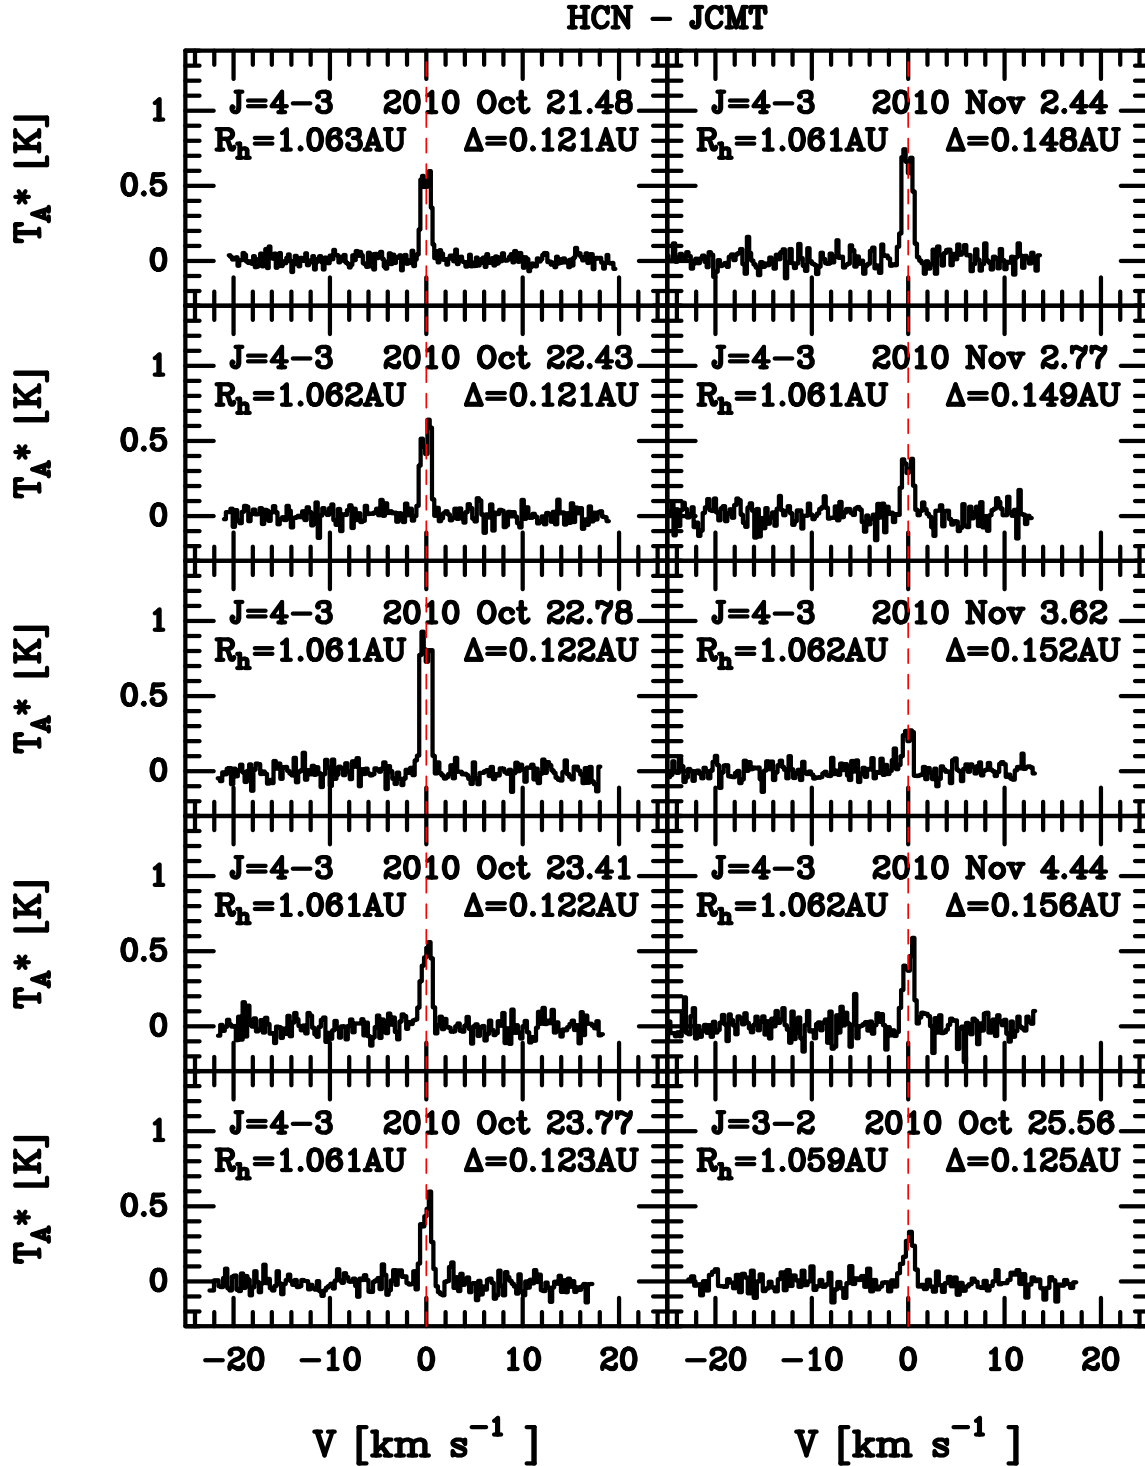 HCN − JCMT
T_A* [K]
1
0.5
0
J=4−3 2010 Oct 21.48
R_h=1.063AU Δ=0.121AU
J=4−3 2010 Nov 2.44
R_h=1.061AU Δ=0.148AU
T_A* [K]
1
0.5
0
J=4−3 2010 Oct 22.43
R_h=1.062AU Δ=0.121AU
J=4−3 2010 Nov 2.77
R_h=1.061AU Δ=0.149AU
T_A* [K]
1
0.5
0
J=4−3 2010 Oct 22.78
R_h=1.061AU Δ=0.122AU
J=4−3 2010 Nov 3.62
R_h=1.062AU Δ=0.152AU
T_A* [K]
1
0.5
0
J=4−3 2010 Oct 23.41
R_h=1.061AU Δ=0.122AU
J=4−3 2010 Nov 4.44
R_h=1.062AU Δ=0.156AU
T_A* [K]
1
0.5
0
J=4−3 2010 Oct 23.77
R_h=1.061AU Δ=0.123AU
J=3−2 2010 Oct 25.56
R_h=1.059AU Δ=0.125AU
−20 −10 0 10 20 −20 −10 0 10 20
V [km s⁻¹ ] V [km s⁻¹ ]